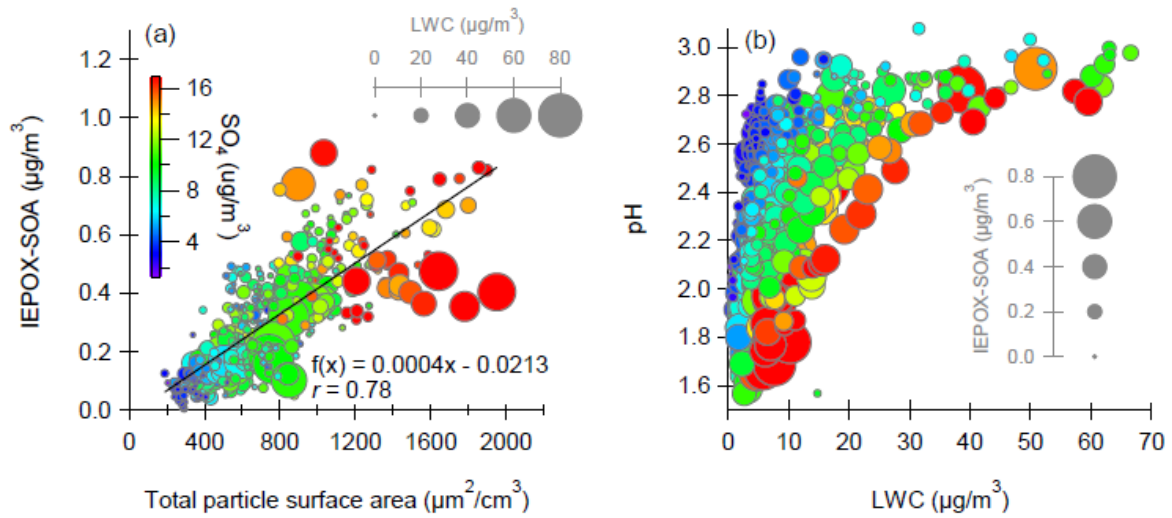 (a)
LWC (µg/m³)
0 20 40 60 80
1.2
1.0
0.8
0.6
0.4
0.2
0.0
IEPOX-SOA (µg/m³)
16
12
8
4
SO₄ (ug/m³)
f(x) = 0.0004x - 0.0213
r = 0.78
0 400 800 1200 1600 2000
Total particle surface area (µm²/cm³)
(b)
3.0
2.8
2.6
2.4
2.2
2.0
1.8
1.6
pH
0.8
0.6
0.4
0.2
0.0
IEPOX-SOA (µg/m³)
0 10 20 30 40 50 60 70
LWC (µg/m³)